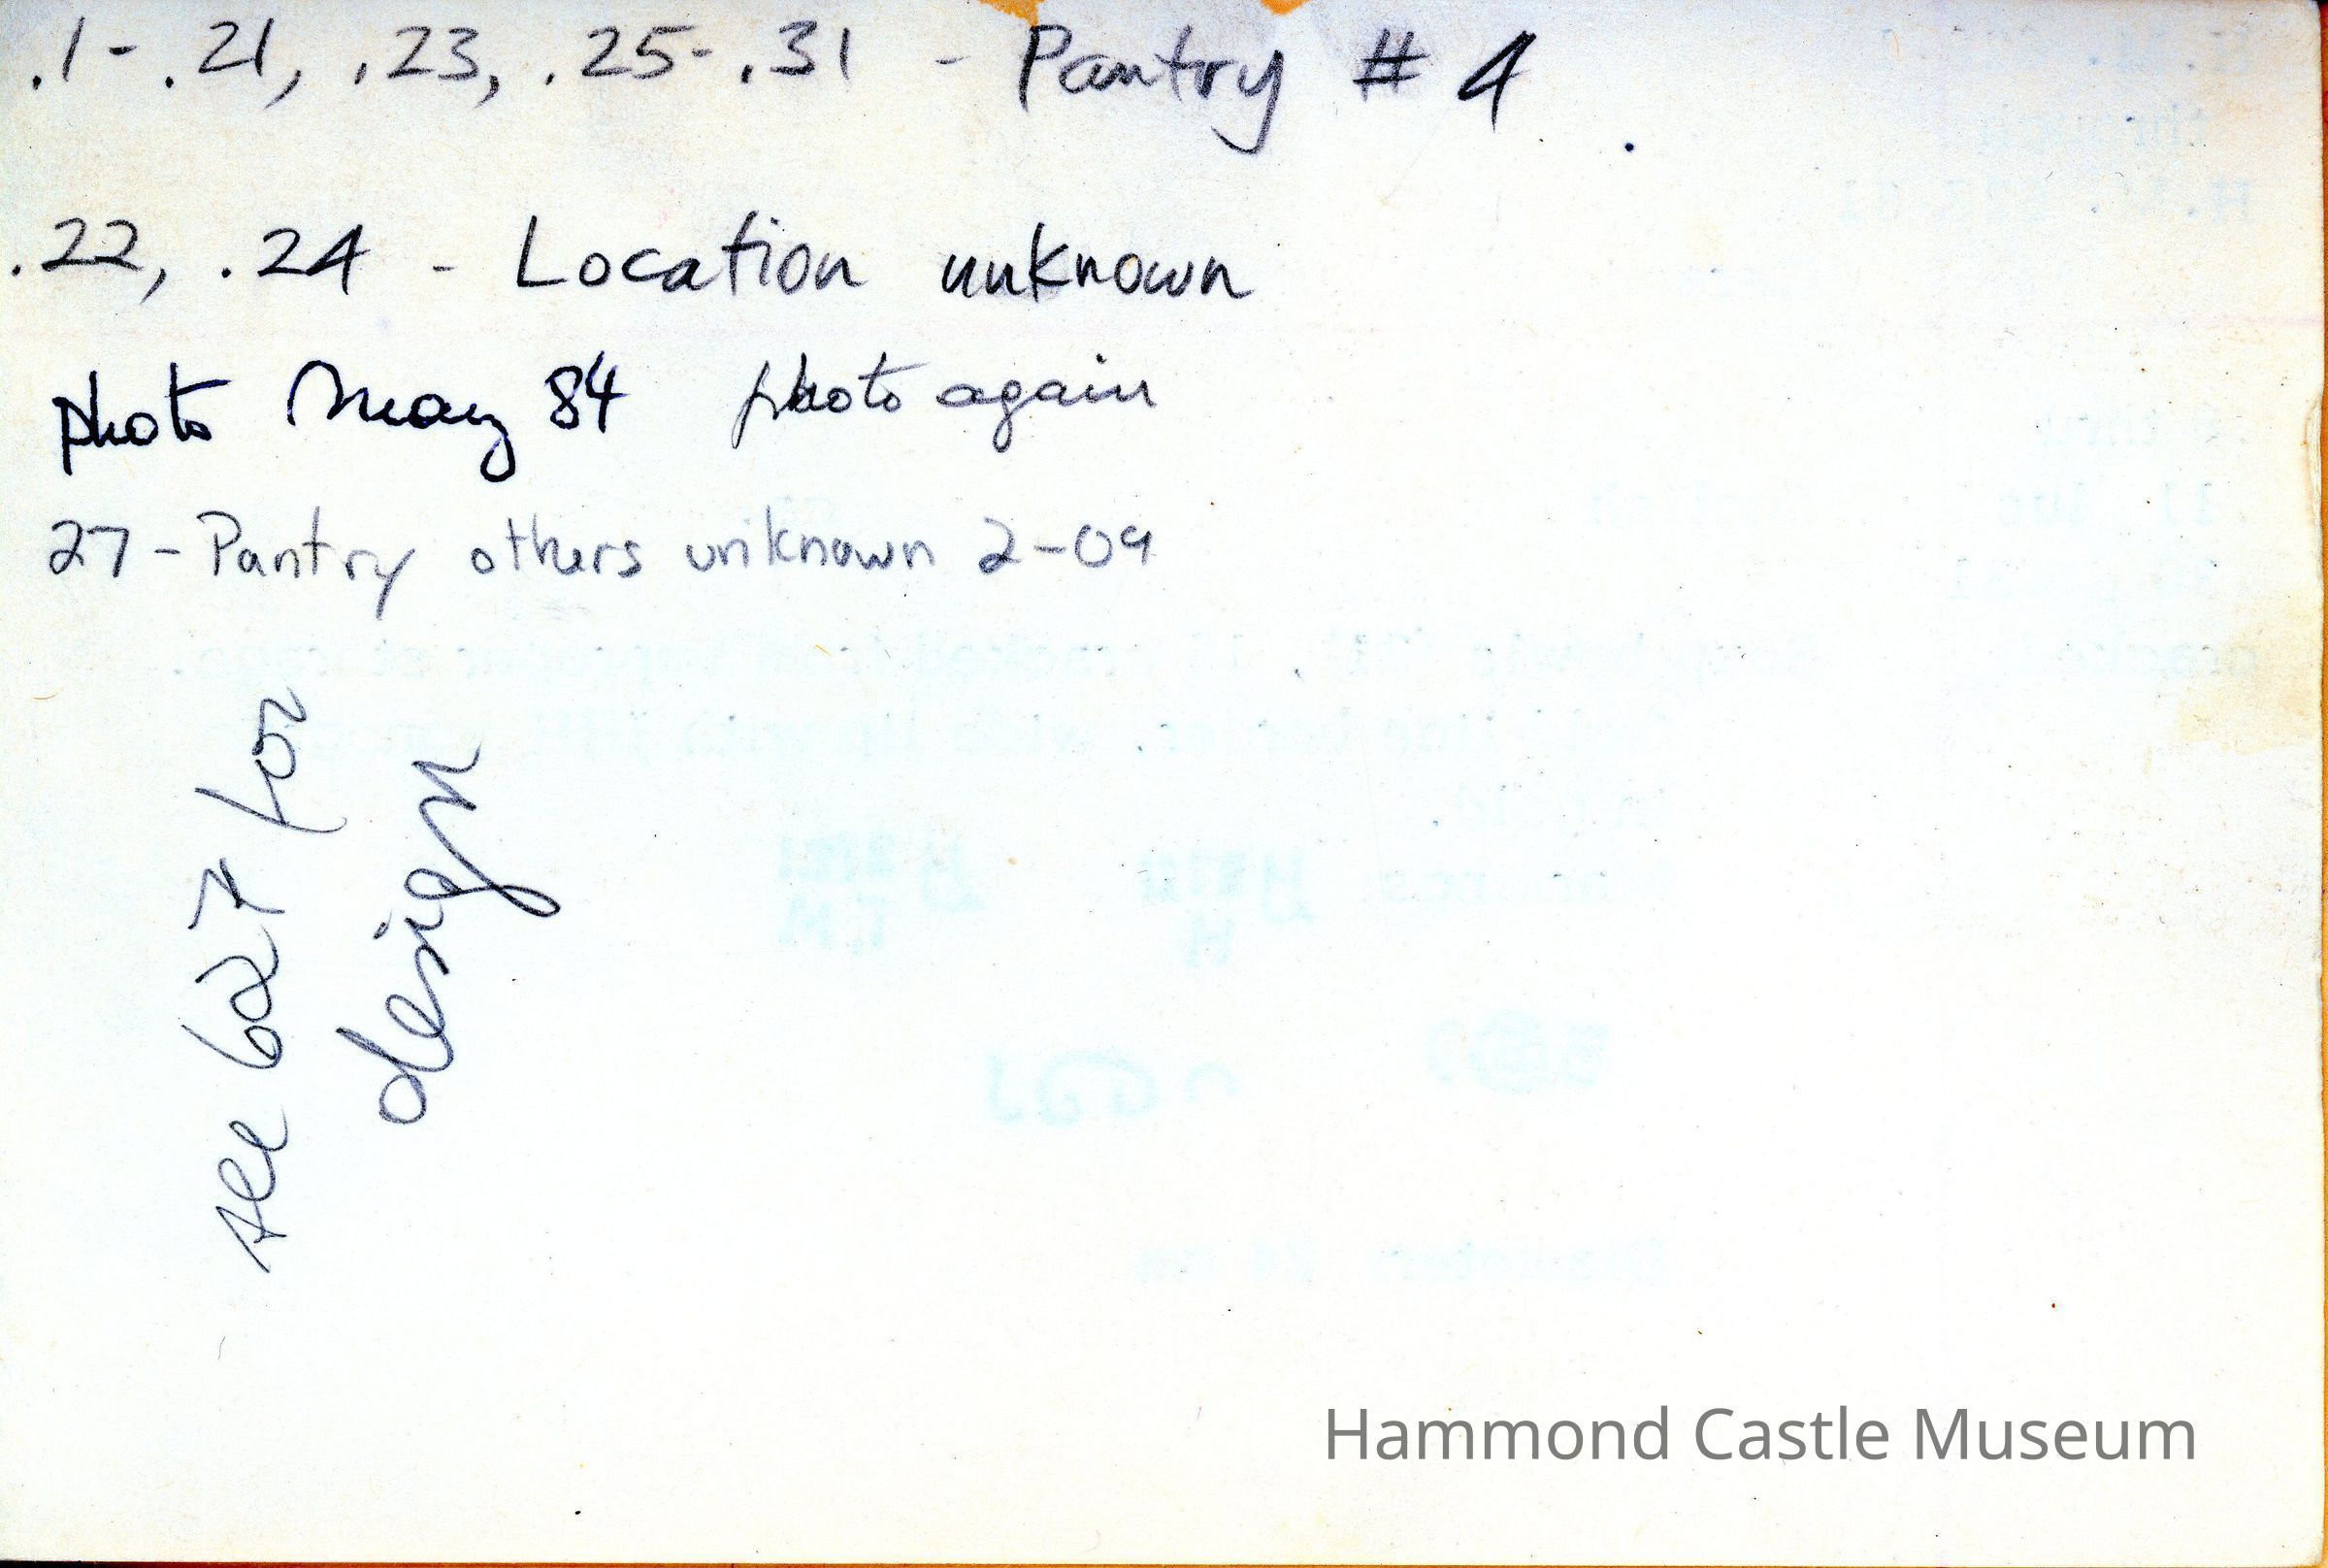 .1- .21, .23, .25- .31 - Pantry # 4
.22, .24 - Location unknown
photo May 84 photo again
27-Pantry others unknown 2-09
see 627 for
design
Hammond Castle Museum